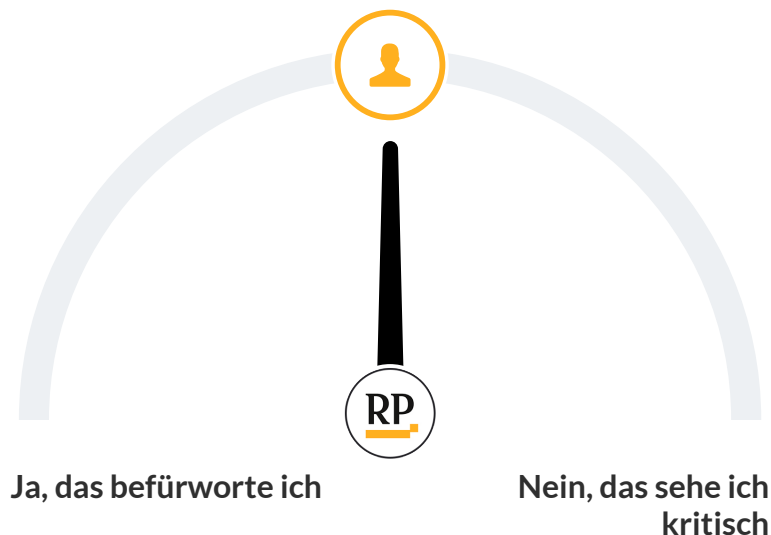 RP
Ja, das befürworte ich
Nein, das sehe ich
kritisch